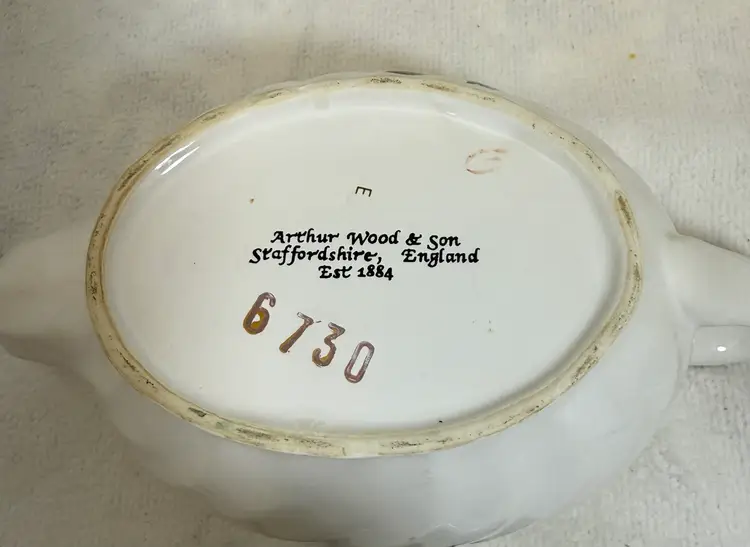 G
E
Arthur Wood & Son
Staffordshire, England
Est 1884
6730